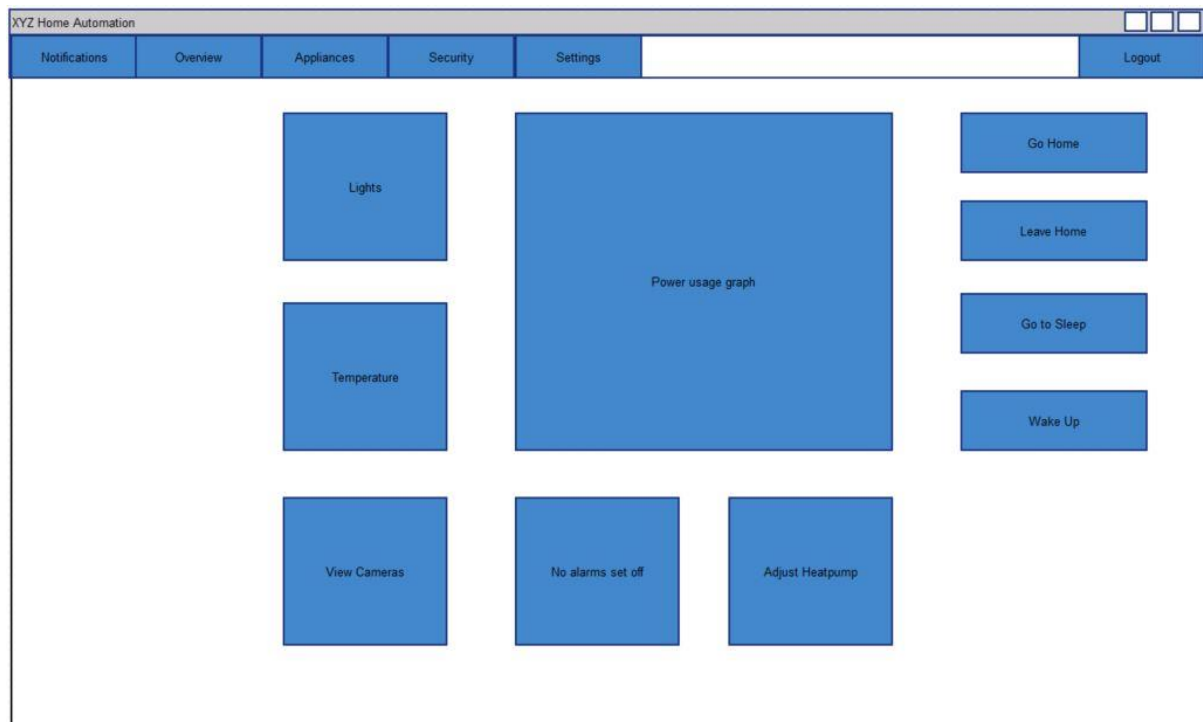 XYZ Home Automation
Notifications
Overview
Appliances
Security
Settings
Logout
Lights
Power usage graph
Go Home
Leave Home
Go to Sleep
Temperature
Wake Up
View Cameras
No alarms set off
Adjust Heatpump